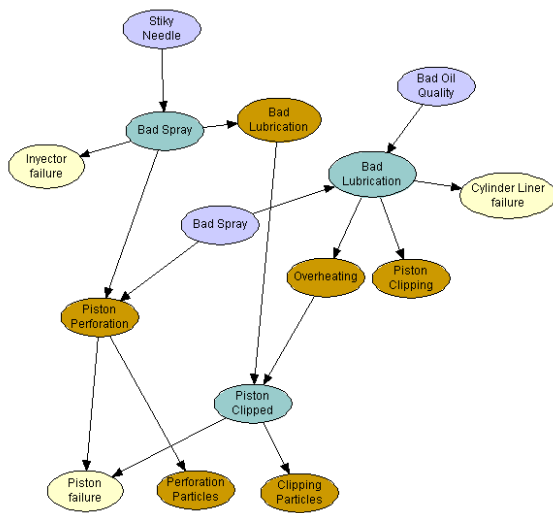 Stiky
Needle
Bad Oil
Quality
Bad Spray
Bad
Lubrication
Inyector
failure
Bad
Lubrication
Cylinder Liner
failure
Bad Spray
Overheating
Piston
Clipping
Piston
Perforation
Piston
Clipped
Piston
failure
Perforation
Particles
Clipping
Particles